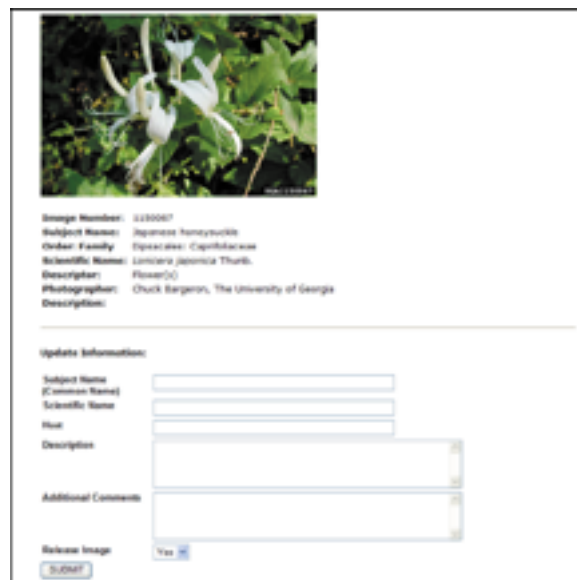 Image Number:
Subject Name: Japanese honeysuckle
Order: Family Dipsacales: Caprifoliaceae
Scientific Name: Lonicera japonica Thunb.
Descriptor: Flower(s)
Photographer: Chuck Bargeron, The University of Georgia
Description:
Update Information:
Subject Name
(Common Name)
Scientific Name
Host
Description
Additional Comments
Release Image Yes
SUBMIT